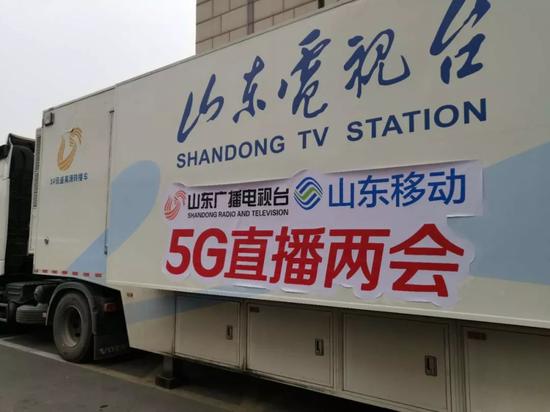 山东電视台
SHANDONG TV STATION
山东广播电视台
SHANDONG RADIO AND TELEVISION
山东移动
5G直播两会